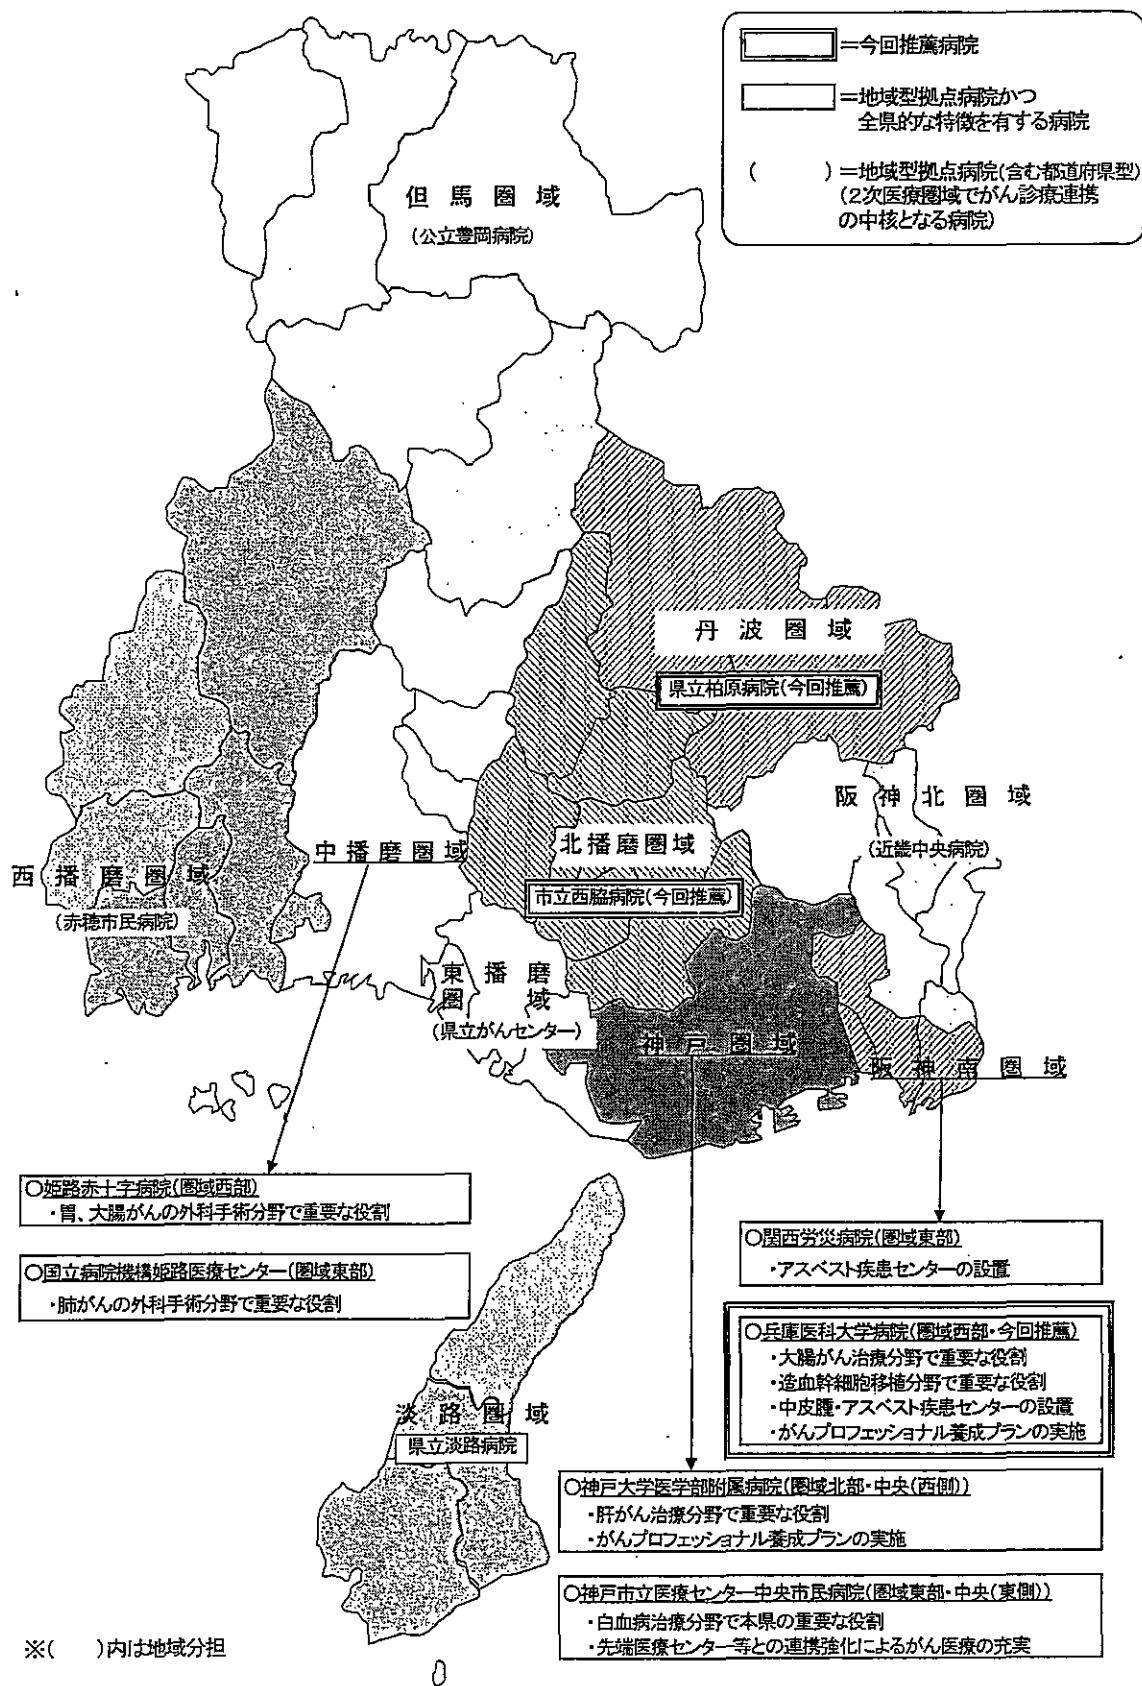 =今回推薦病院
=地域型拠点病院かつ
全県的な特徴を有する病院
(　　　)=地域型拠点病院(含む都道府県型)
(2次医療圏域でがん診療連携
の中核となる病院)
但馬圏域
(公立豊岡病院)
丹波圏域
県立柏原病院(今回推薦)
阪神北圏域
(近畿中央病院)
北播磨圏域
市立西脇病院(今回推薦)
中播磨圏域
西播磨圏域
(赤穂市民病院)
東播磨
圏域
(県立がんセンター)
神戸圏域
阪神南圏域
○姫路赤十字病院(圏域西部)
・胃、大腸がんの外科手術分野で重要な役割
○国立病院機構姫路医療センター(圏域東部)
・肺がんの外科手術分野で重要な役割
○関西労災病院(圏域東部)
・アスベスト疾患センターの設置
○兵庫医科大学病院(圏域西部・今回推薦)
・大腸がん治療分野で重要な役割
・造血幹細胞移植分野で重要な役割
・中皮腫・アスベスト疾患センターの設置
・がんプロフェッショナル養成プランの実施
淡路圏域
県立淡路病院
○神戸大学医学部附属病院(圏域北部・中央(西側))
・肝がん治療分野で重要な役割
・がんプロフェッショナル養成プランの実施
○神戸市立医療センター中央市民病院(圏域東部・中央(東側))
・白血病治療分野で本県の重要な役割
・先端医療センター等との連携強化によるがん医療の充実
※(　　)内は地域分担